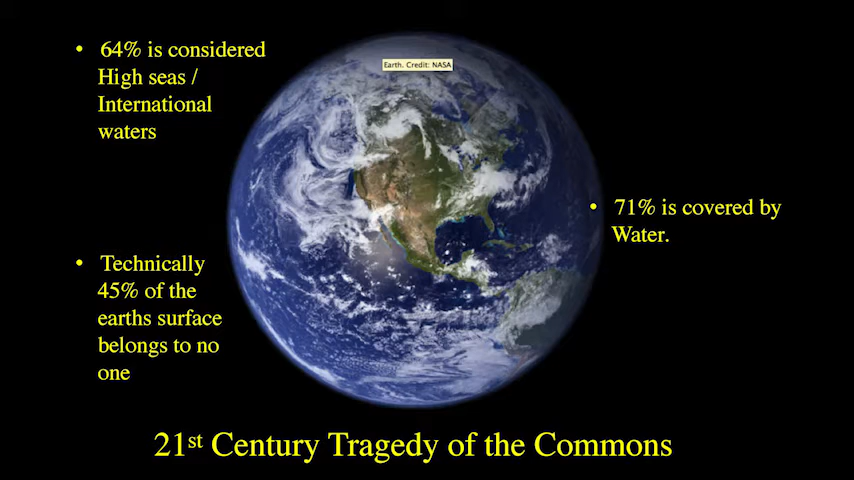 • 64% is considered
High seas /
International
waters
Earth. Credit: NASA
• 71% is covered by
Water.
• Technically
45% of the
earths surface
belongs to no
one
21st Century Tragedy of the Commons